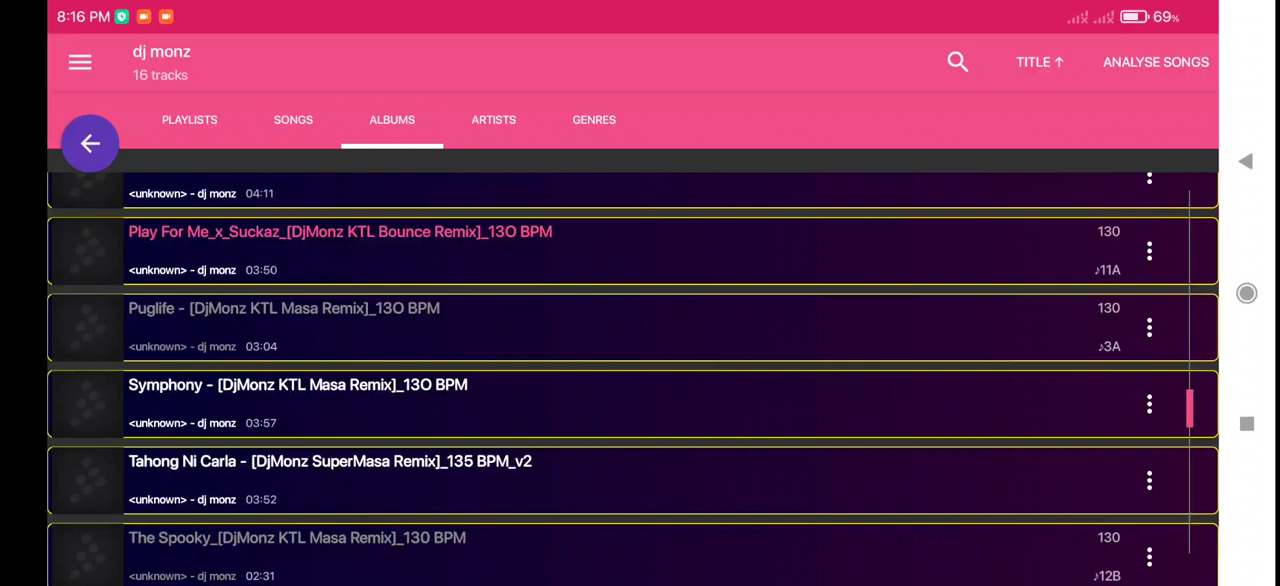 8:16 PM 69%
dj monz
16 tracks
TITLE ↑ ANALYSE SONGS
PLAYLISTS SONGS ALBUMS ARTISTS GENRES
<unknown> - dj monz 04:11
Play For Me_x_Suckaz_[DjMonz KTL Bounce Remix]_13O BPM 130
<unknown> - dj monz 03:50 ♪11A
Puglife - [DjMonz KTL Masa Remix]_13O BPM 130
<unknown> - dj monz 03:04 ♪3A
Symphony - [DjMonz KTL Masa Remix]_13O BPM
<unknown> - dj monz 03:57
Tahong Ni Carla - [DjMonz SuperMasa Remix]_135 BPM_v2
<unknown> - dj monz 03:52
The Spooky_[DjMonz KTL Masa Remix]_130 BPM 130
<unknown> - dj monz 02:31 ♪12B